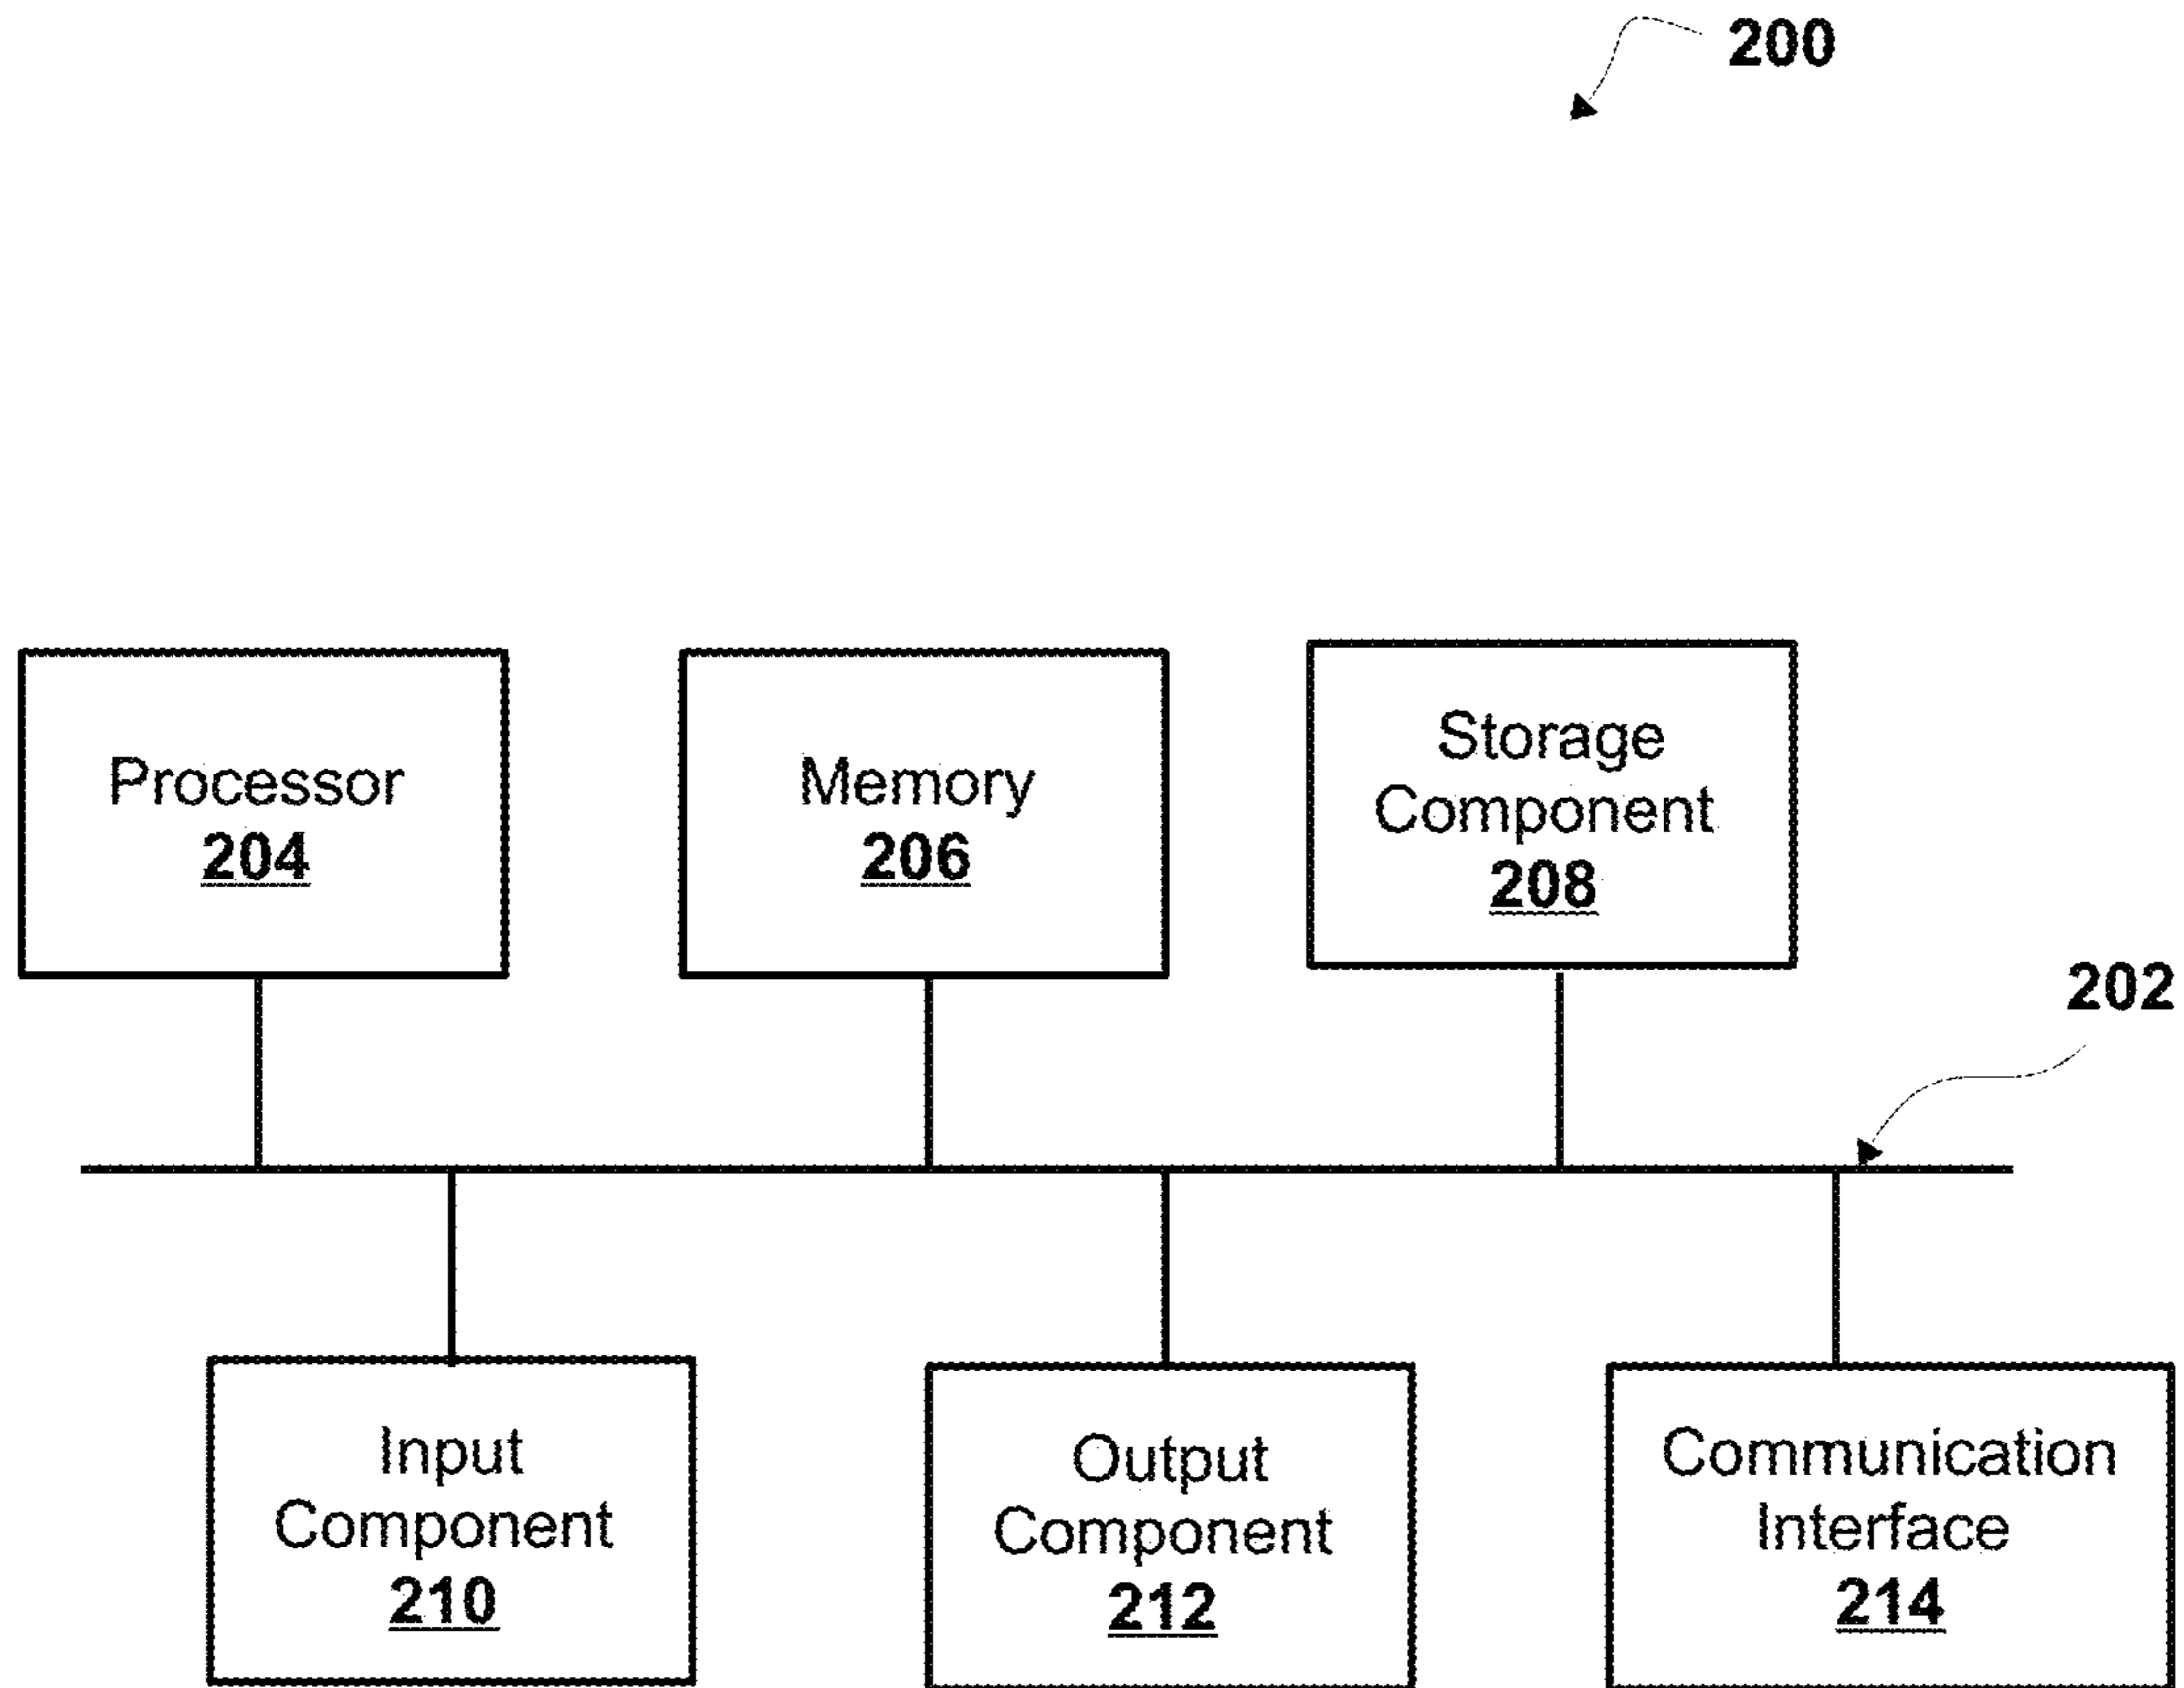 200
Processor
204
Memory
206
Storage
Component
208
202
Input
Component
210
Output
Component
212
Communication
Interface
214